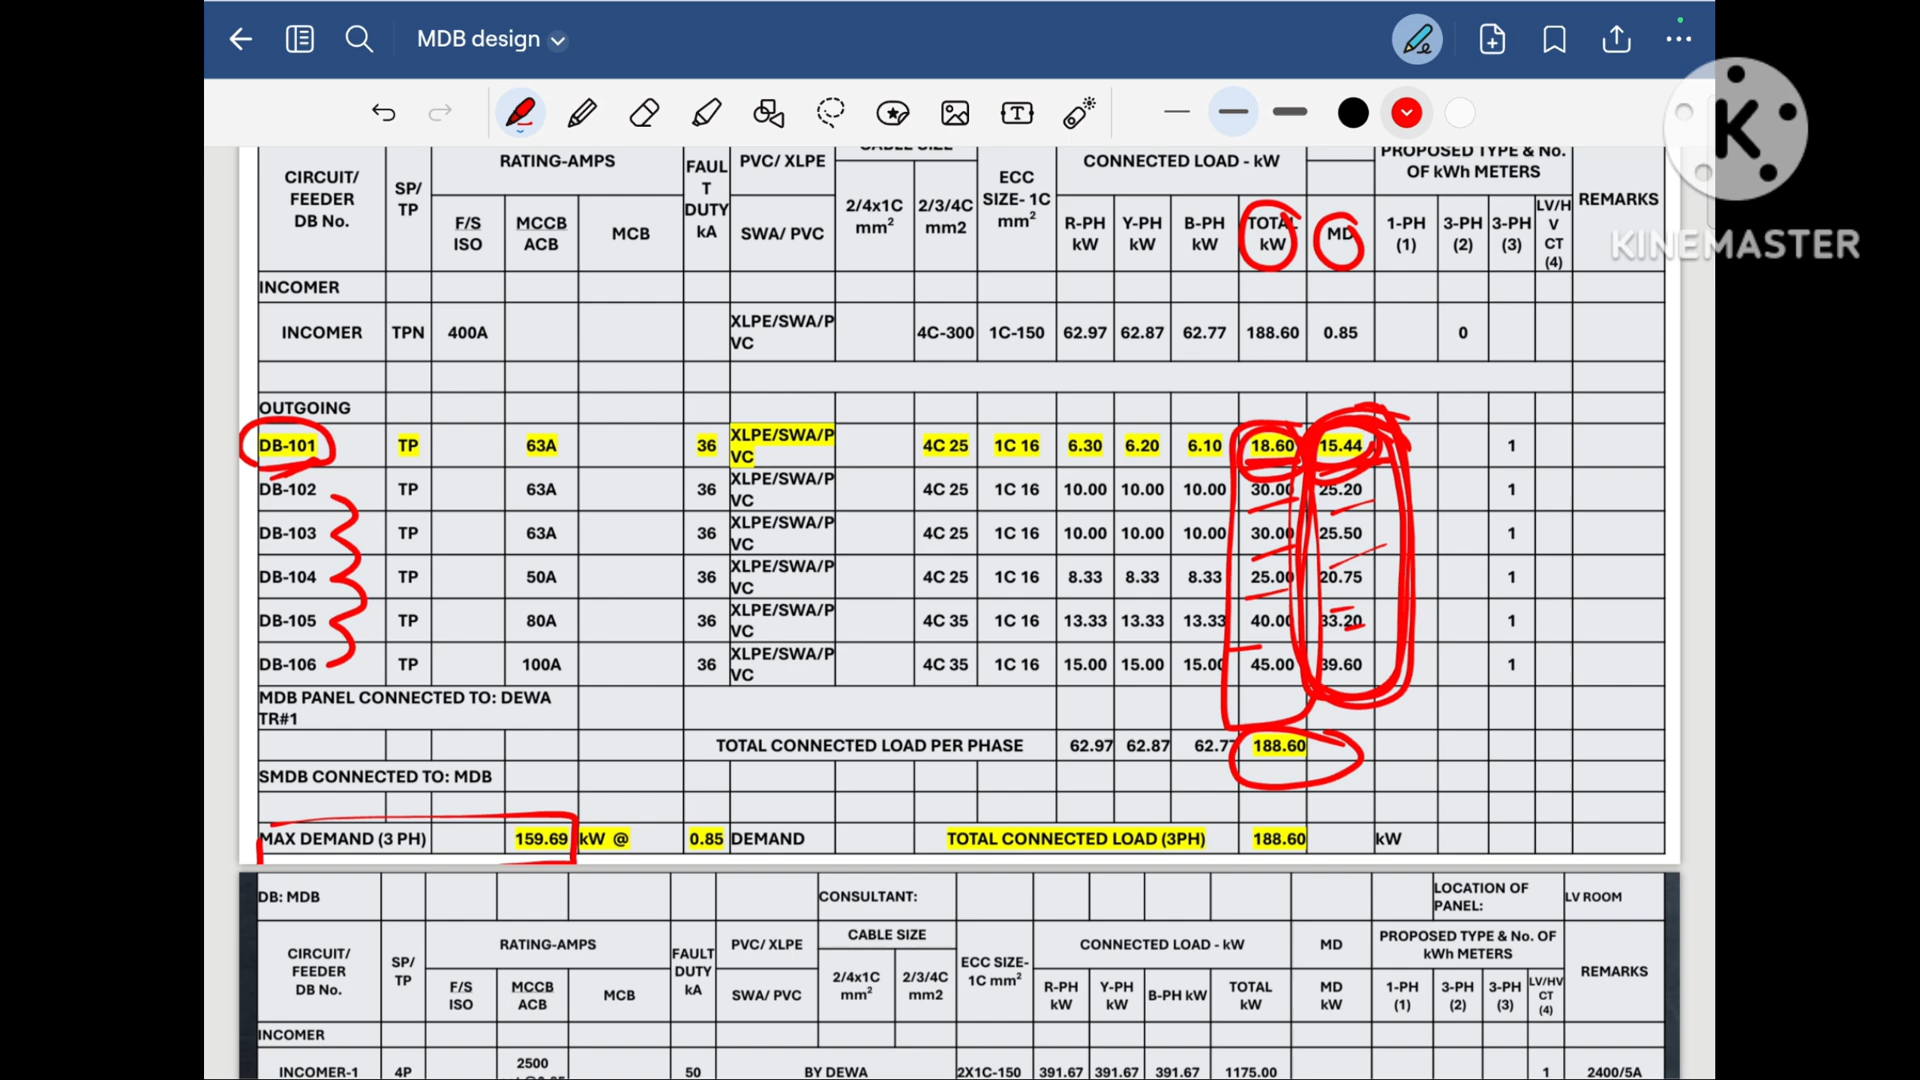 MDB design
KINEMASTER
RATING-AMPS PVC/ XLPE CABLE SIZE CONNECTED LOAD - kW PROPOSED TYPE & No. OF kWh METERS
CIRCUIT/ FEEDER DB No. SP/ TP FAUL T DUTY kA ECC SIZE- 1C mm² REMARKS
F/S ISO MCCB ACB MCB SWA/ PVC 2/4x1C mm² 2/3/4C mm2 R-PH kW Y-PH kW B-PH kW TOTAL kW MD 1-PH (1) 3-PH (2) 3-PH (3) LV/H V CT (4)
INCOMER
INCOMER TPN 400A XLPE/SWA/P VC 4C-300 1C-150 62.97 62.87 62.77 188.60 0.85 0
OUTGOING
DB-101 TP 63A 36 XLPE/SWA/P VC 4C 25 1C 16 6.30 6.20 6.10 18.60 15.44 1
DB-102 TP 63A 36 XLPE/SWA/P VC 4C 25 1C 16 10.00 10.00 10.00 30.00 25.20 1
DB-103 TP 63A 36 XLPE/SWA/P VC 4C 25 1C 16 10.00 10.00 10.00 30.00 25.50 1
DB-104 TP 50A 36 XLPE/SWA/P VC 4C 25 1C 16 8.33 8.33 8.33 25.00 20.75 1
DB-105 TP 80A 36 XLPE/SWA/P VC 4C 35 1C 16 13.33 13.33 13.33 40.00 33.20 1
DB-106 TP 100A 36 XLPE/SWA/P VC 4C 35 1C 16 15.00 15.00 15.00 45.00 39.60 1
MDB PANEL CONNECTED TO: DEWA
TR#1
TOTAL CONNECTED LOAD PER PHASE 62.97 62.87 62.77 188.60
SMDB CONNECTED TO: MDB
MAX DEMAND (3 PH) 159.69 kW @ 0.85 DEMAND TOTAL CONNECTED LOAD (3PH) 188.60 kW
DB: MDB CONSULTANT: LOCATION OF PANEL: LV ROOM
CIRCUIT/ FEEDER DB No. SP/ TP RATING-AMPS FAULT DUTY kA PVC/ XLPE CABLE SIZE ECC SIZE- 1C mm² CONNECTED LOAD - kW MD PROPOSED TYPE & No. OF kWh METERS REMARKS
F/S ISO MCCB ACB MCB SWA/ PVC 2/4x1C mm² 2/3/4C mm2 R-PH kW Y-PH kW B-PH kW TOTAL kW MD kW 1-PH (1) 3-PH (2) 3-PH (3) LV/HV CT (4)
INCOMER
INCOMER-1 4P 2500 50 BY DEWA 2X1C-150 391.67 391.67 391.67 1175.00 1 2400/5A